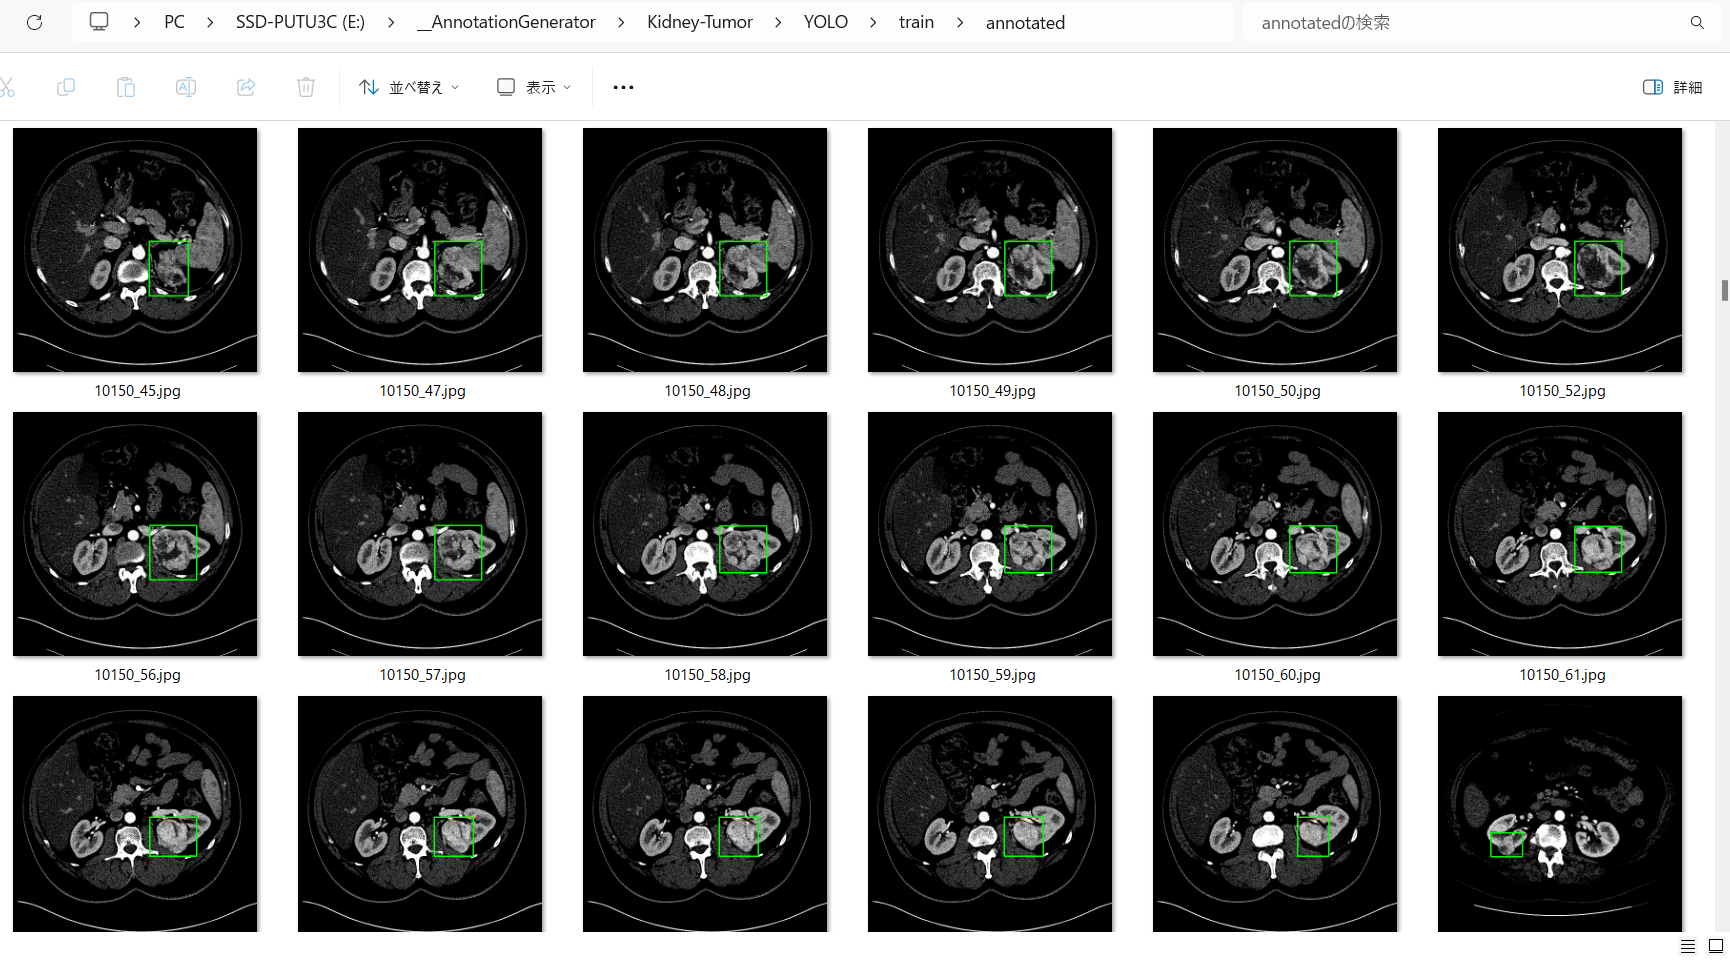 PC > SSD-PUTU3C (E:) > __AnnotationGenerator > Kidney-Tumor > YOLO > train > annotated
annotatedの検索
並べ替え
表示
詳細
10150_45.jpg
10150_47.jpg
10150_48.jpg
10150_49.jpg
10150_50.jpg
10150_52.jpg
10150_56.jpg
10150_57.jpg
10150_58.jpg
10150_59.jpg
10150_60.jpg
10150_61.jpg